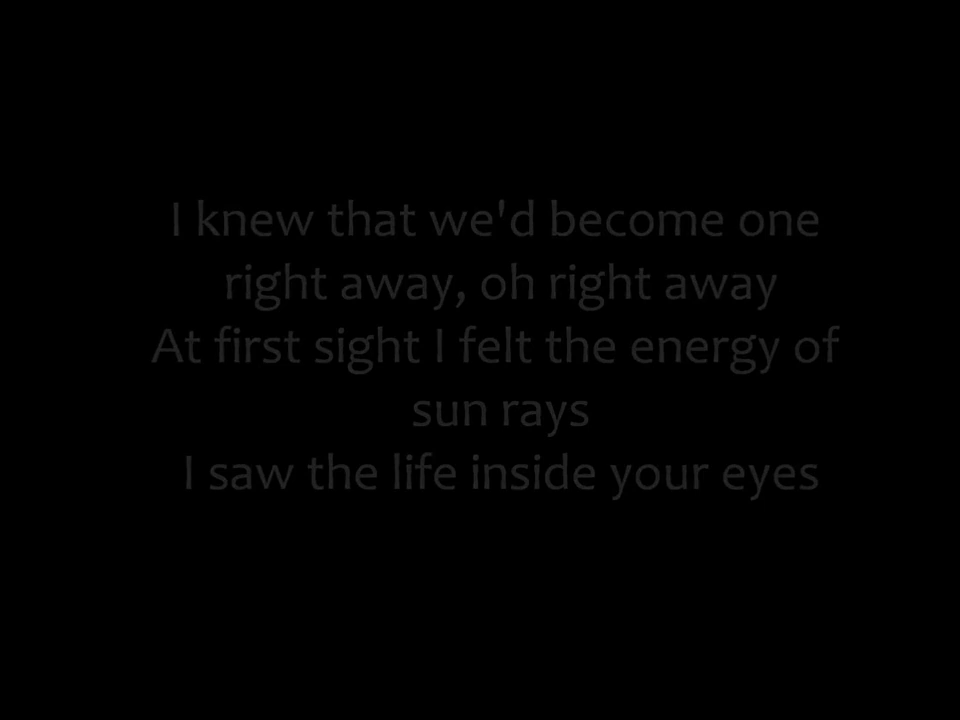 I knew that we'd become one
right away, oh right away
At first sight I felt the energy of
sun rays
I saw the life inside your eyes